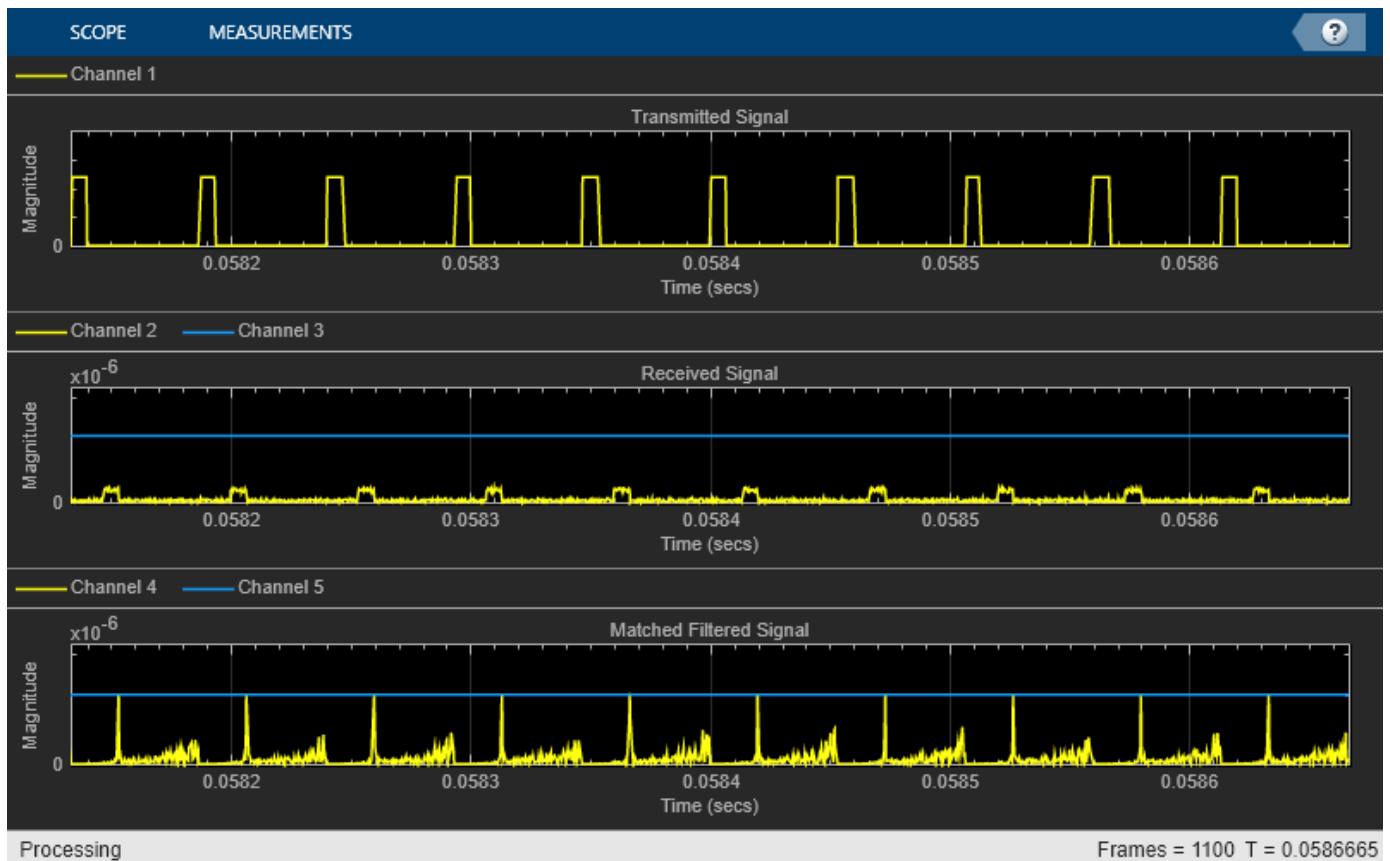 SCOPE MEASUREMENTS ?
Channel 1
Transmitted Signal
Magnitude
0
0.0582 0.0583 0.0584 0.0585 0.0586
Time (secs)
Channel 2 Channel 3
x10-6
Received Signal
Magnitude
0
0.0582 0.0583 0.0584 0.0585 0.0586
Time (secs)
Channel 4 Channel 5
x10-6
Matched Filtered Signal
Magnitude
0
0.0582 0.0583 0.0584 0.0585 0.0586
Time (secs)
Processing Frames = 1100 T = 0.0586665